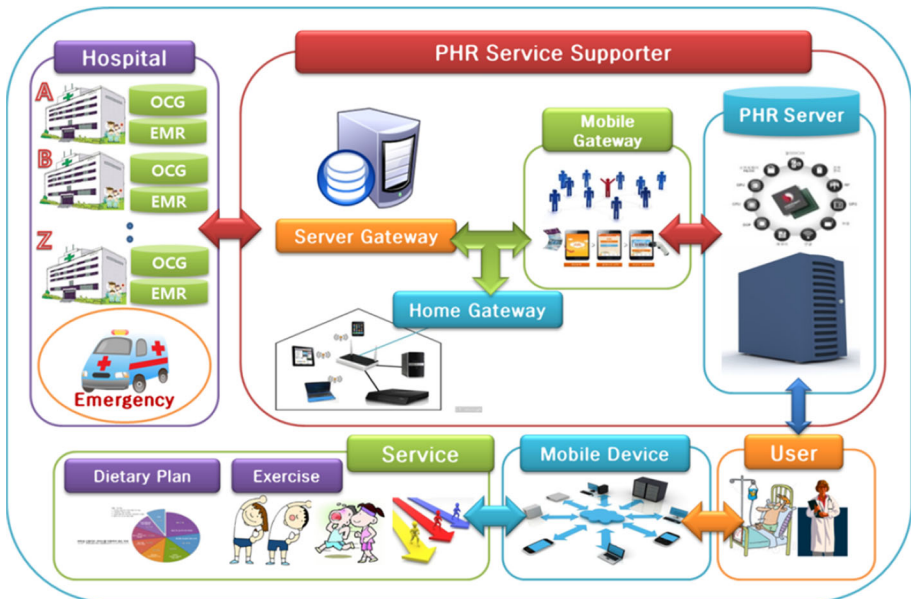 Hospital
A
OCG
EMR
B
OCG
EMR
Z
OCG
EMR
Emergency
PHR Service Supporter
Server Gateway
Mobile
Gateway
Home Gateway
PHR Server
Service
Dietary Plan
Exercise
Mobile Device
User